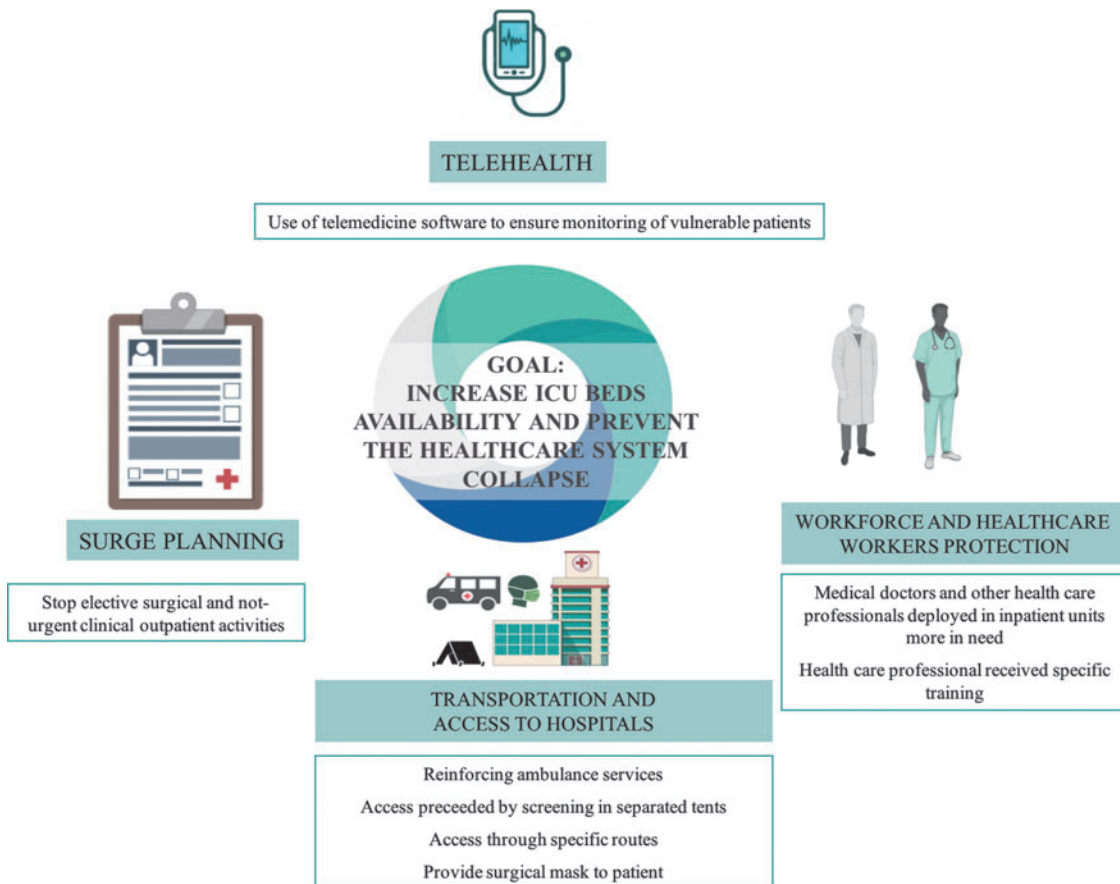 TELEHEALTH
Use of telemedicine software to ensure monitoring of vulnerable patients
GOAL:
INCREASE ICU BEDS
AVAILABILITY AND PREVENT
THE HEALTHCARE SYSTEM
COLLAPSE
SURGE PLANNING
Stop elective surgical and not-
urgent clinical outpatient activities
WORKFORCE AND HEALTHCARE
WORKERS PROTECTION
Medical doctors and other health care
professionals deployed in inpatient units
more in need
Health care professional received specific
training
TRANSPORTATION AND
ACCESS TO HOSPITALS
Reinforcing ambulance services
Access preceeded by screening in separated tents
Access through specific routes
Provide surgical mask to patient